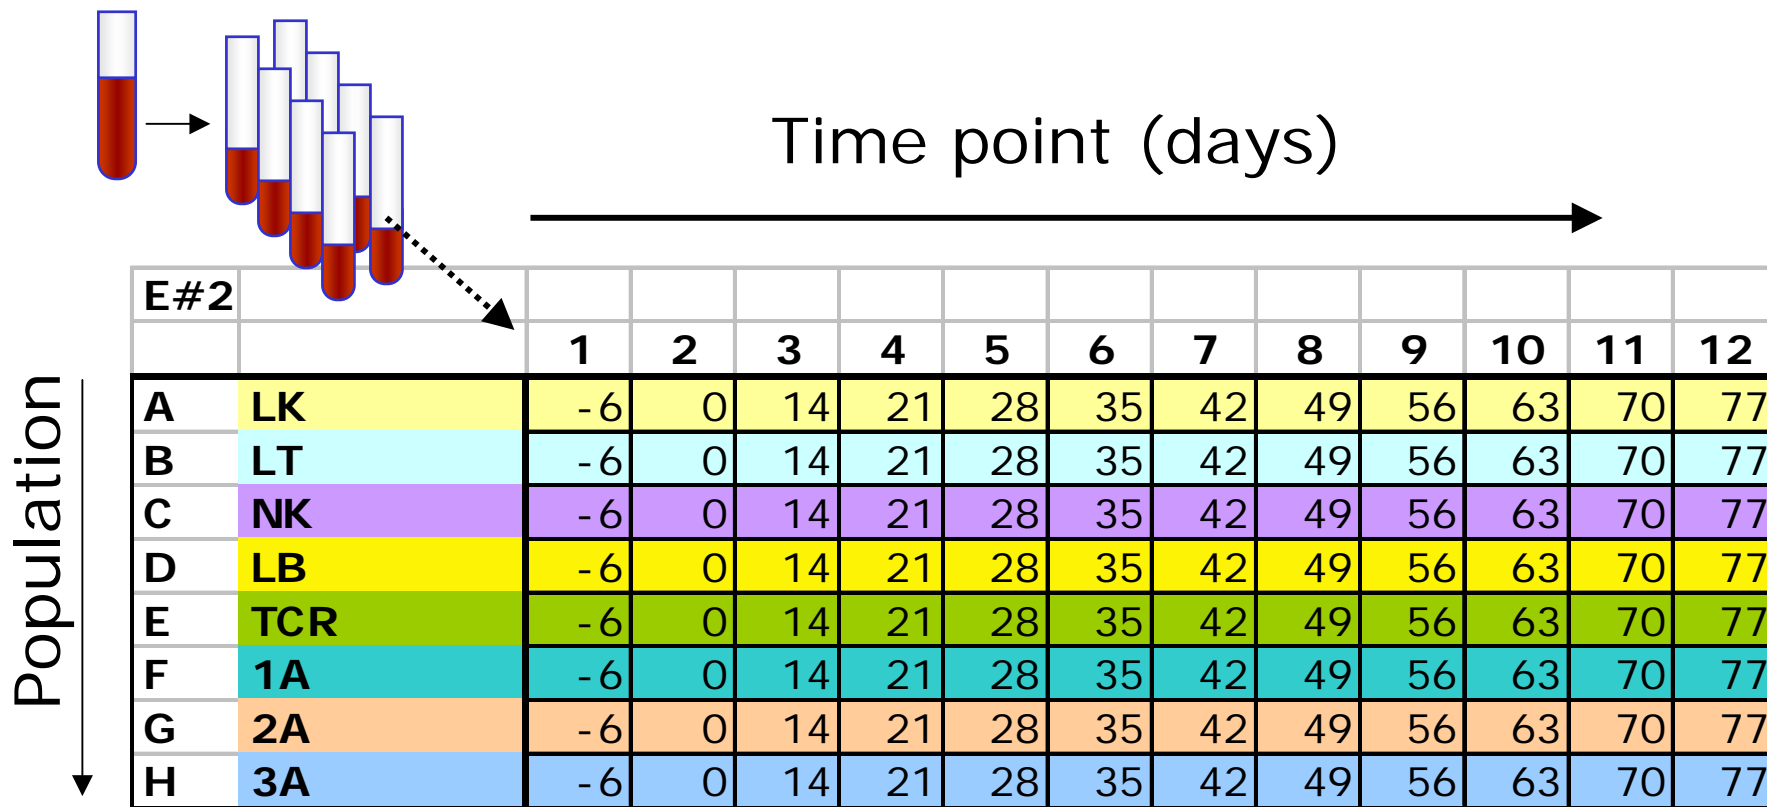 Time point (days)
Population
E#2
1 2 3 4 5 6 7 8 9 10 11 12
A LK -6 0 14 21 28 35 42 49 56 63 70 77
B LT -6 0 14 21 28 35 42 49 56 63 70 77
C NK -6 0 14 21 28 35 42 49 56 63 70 77
D LB -6 0 14 21 28 35 42 49 56 63 70 77
E TCR -6 0 14 21 28 35 42 49 56 63 70 77
F 1A -6 0 14 21 28 35 42 49 56 63 70 77
G 2A -6 0 14 21 28 35 42 49 56 63 70 77
H 3A -6 0 14 21 28 35 42 49 56 63 70 77